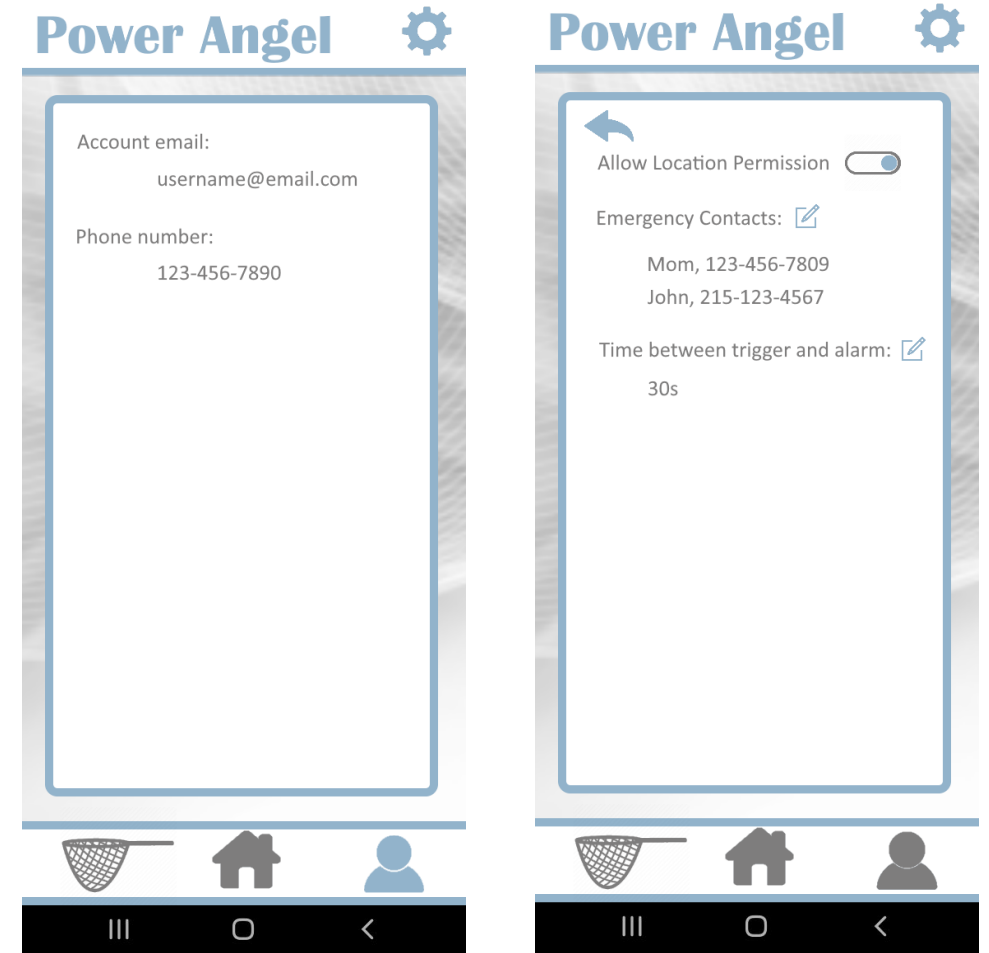 Power Angel
Account email:
username@email.com
Phone number:
123-456-7890
Power Angel
Allow Location Permission
Emergency Contacts:
Mom, 123-456-7809
John, 215-123-4567
Time between trigger and alarm:
30s